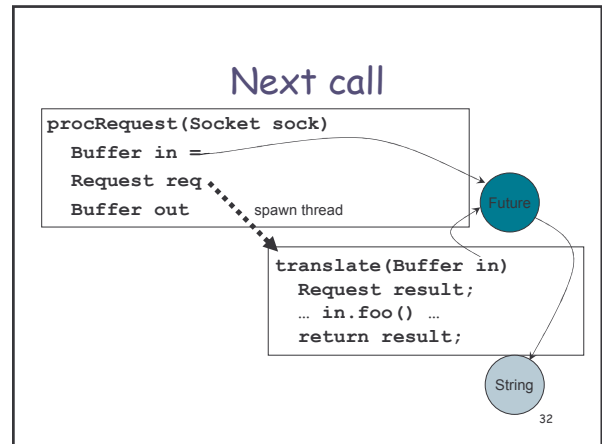 Next call
procRequest(Socket sock)
Buffer in =
Request req
Buffer out
spawn thread
Future
translate(Buffer in)
Request result;
… in.foo() …
return result;
String
32